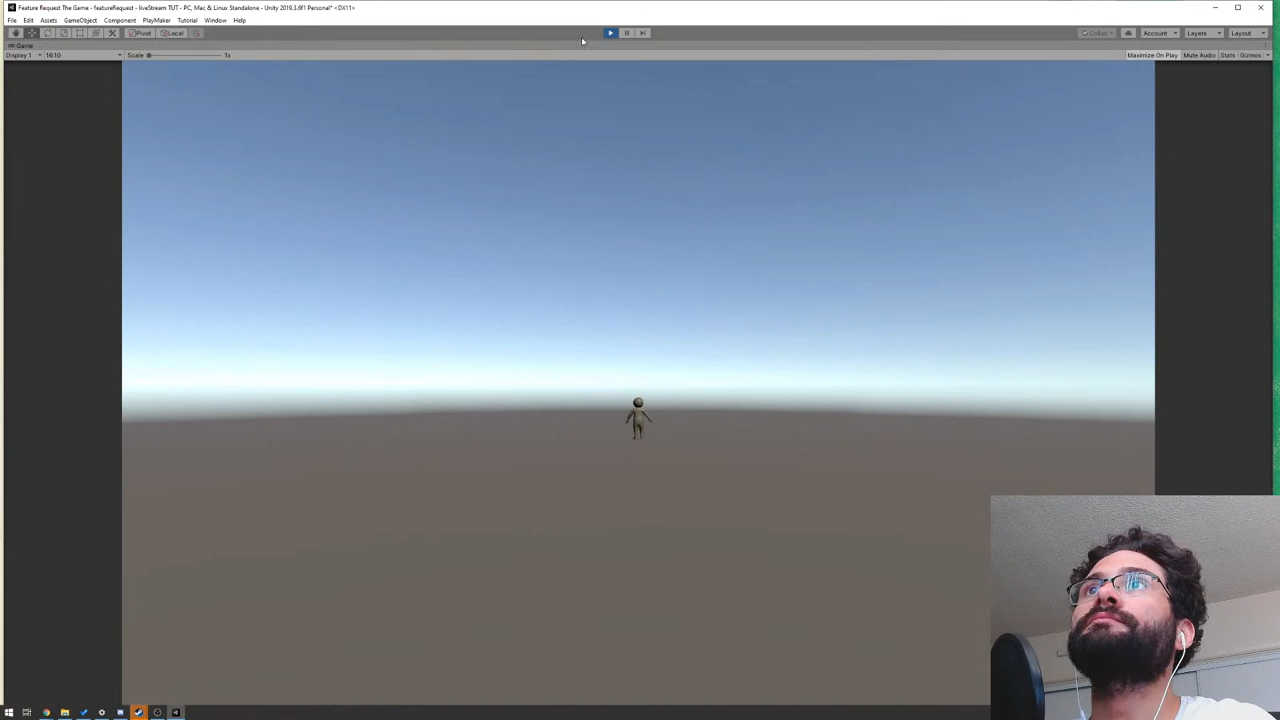 Feature Request The Game - featureRequest - liveStream TUT - PC, Mac & Linux Standalone - Unity 2019.3.6f1 Personal* <DX11>
File Edit Assets GameObject Component PlayMaker Tutorial Window Help
Pivot Local Collab Account Layers Layout
Game
Display 1 16:10 Scale 1x Maximize On Play Mute Audio Stats Gizmos